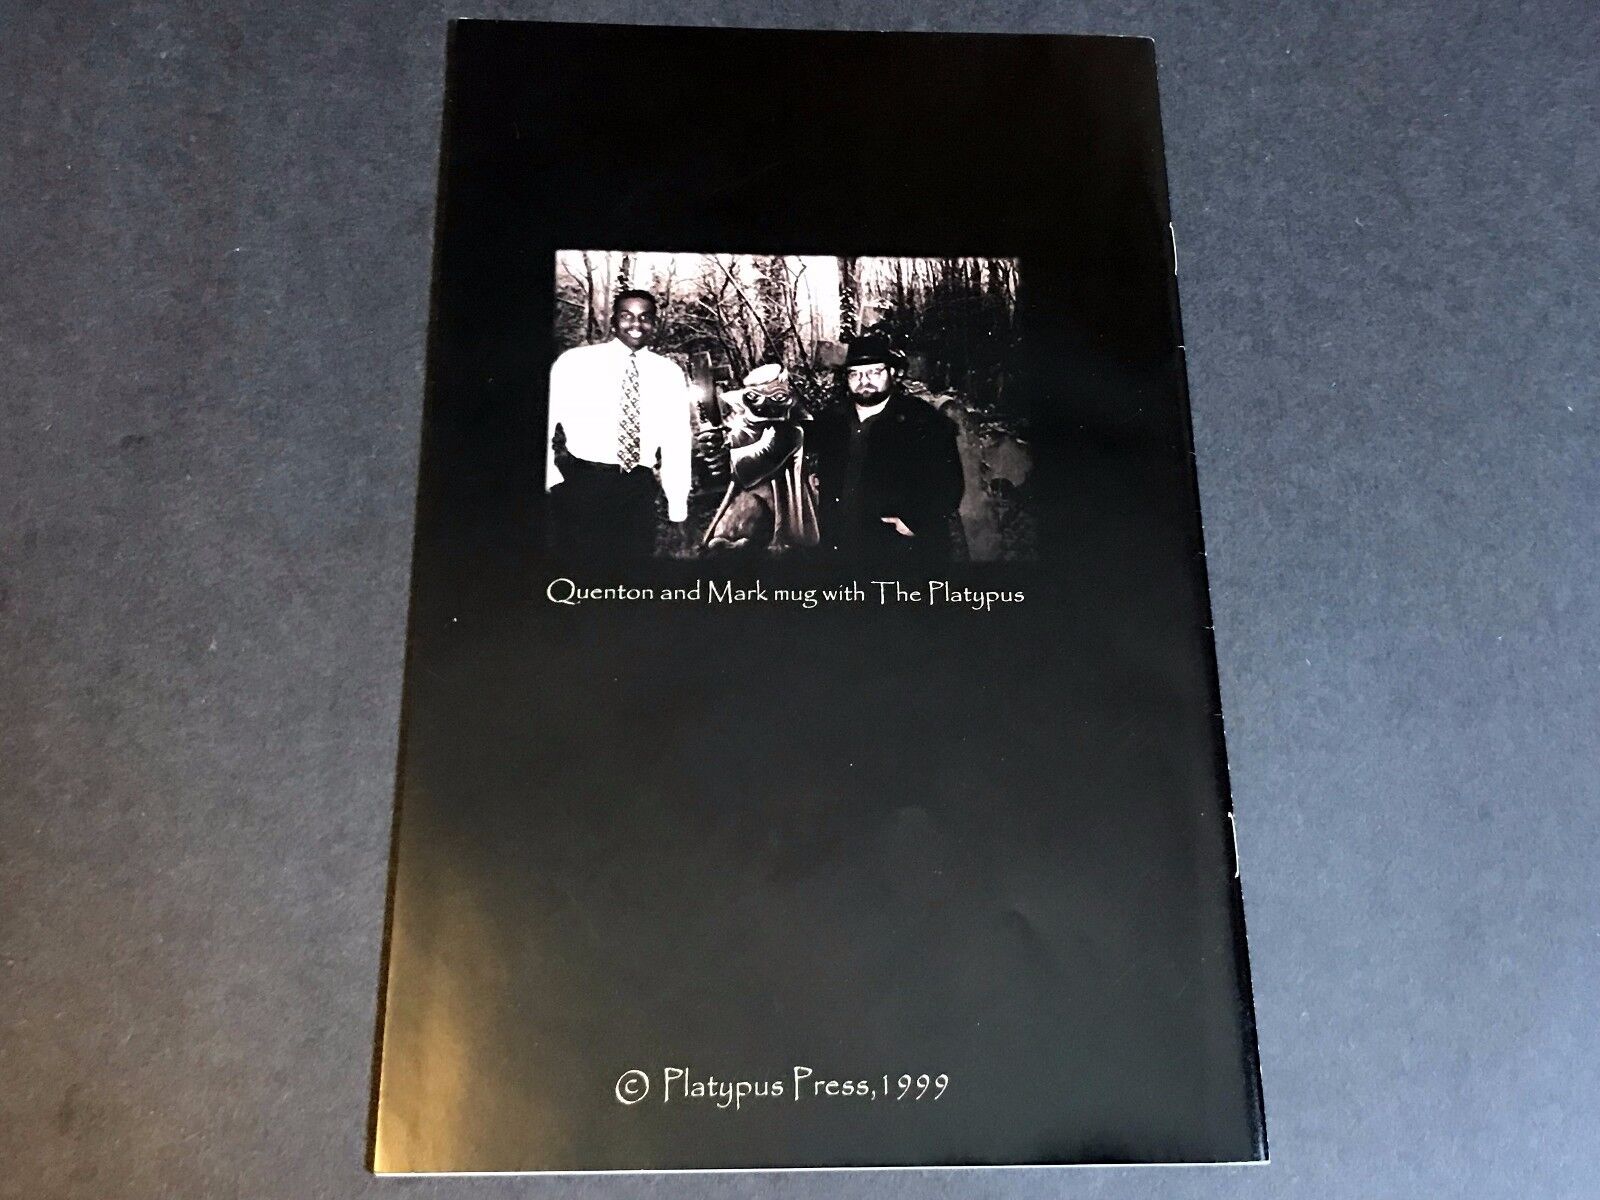 Quenton and Mark mug with The Platypus
© Platypus Press,1999